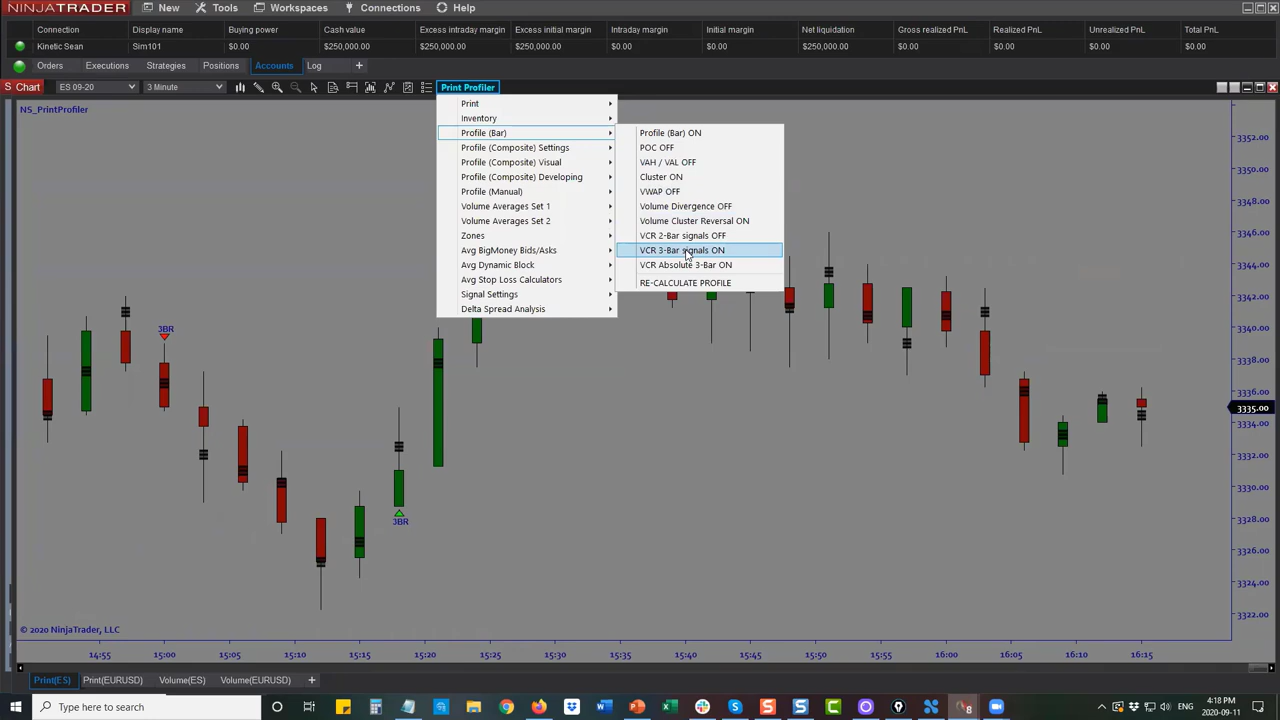 NINJATRADER New Tools Workspaces Connections Help
Connection Display name Buying power Cash value Excess intraday margin Excess initial margin Intraday margin Initial margin Net liquidation Gross realized PnL Realized PnL Unrealized PnL Total PnL
Kinetic Sean Sim101 $0.00 $250,000.00 $250,000.00 $250,000.00 $0.00 $0.00 $250,000.00 $0.00 $0.00 $0.00 $0.00
Orders Executions Strategies Positions Accounts Log +
S Chart ES 09-20 3 Minute Print Profiler
NS_PrintProfiler
Print
Inventory
Profile (Bar)
Profile (Composite) Settings
Profile (Composite) Visual
Profile (Composite) Developing
Profile (Manual)
Volume Averages Set 1
Volume Averages Set 2
Zones
Avg BigMoney Bids/Asks
Avg Dynamic Block
Avg Stop Loss Calculators
Signal Settings
Delta Spread Analysis
Profile (Bar) ON
POC OFF
VAH / VAL OFF
Cluster ON
VWAP OFF
Volume Divergence OFF
Volume Cluster Reversal ON
VCR 2-Bar signals OFF
VCR 3-Bar signals ON
VCR Absolute 3-Bar ON
RE-CALCULATE PROFILE
3352.00
3350.00
3348.00
3346.00
3344.00
3342.00
3340.00
3338.00
3336.00
3335.00
3334.00
3332.00
3330.00
3328.00
3326.00
3324.00
3322.00
3BR
3BR
© 2020 NinjaTrader, LLC
14:55 15:00 15:05 15:10 15:15 15:20 15:25 15:30 15:35 15:40 15:45 15:50 15:55 16:00 16:05 16:10 16:15
Print(ES) Print(EURUSD) Volume(ES) Volume(EURUSD) +
Type here to search
4:18 PM
2020-09-11